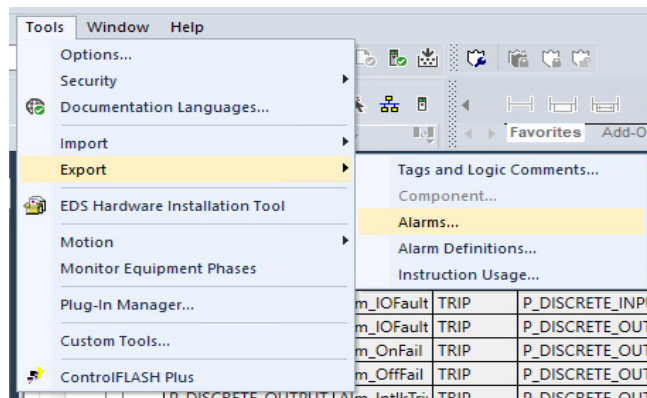 Tools Window Help
Options...
Security
Documentation Languages...
Import
Export
EDS Hardware Installation Tool
Motion
Monitor Equipment Phases
Plug-In Manager...
Custom Tools...
ControlFLASH Plus
Favorites Add-O
Tags and Logic Comments...
Component...
Alarms...
Alarm Definitions...
Instruction Usage...
m_IOFault TRIP P_DISCRETE_INPU
m_IOFault TRIP P_DISCRETE_OUT
m_OnFail TRIP P_DISCRETE_OUT
m_OffFail TRIP P_DISCRETE_OUT